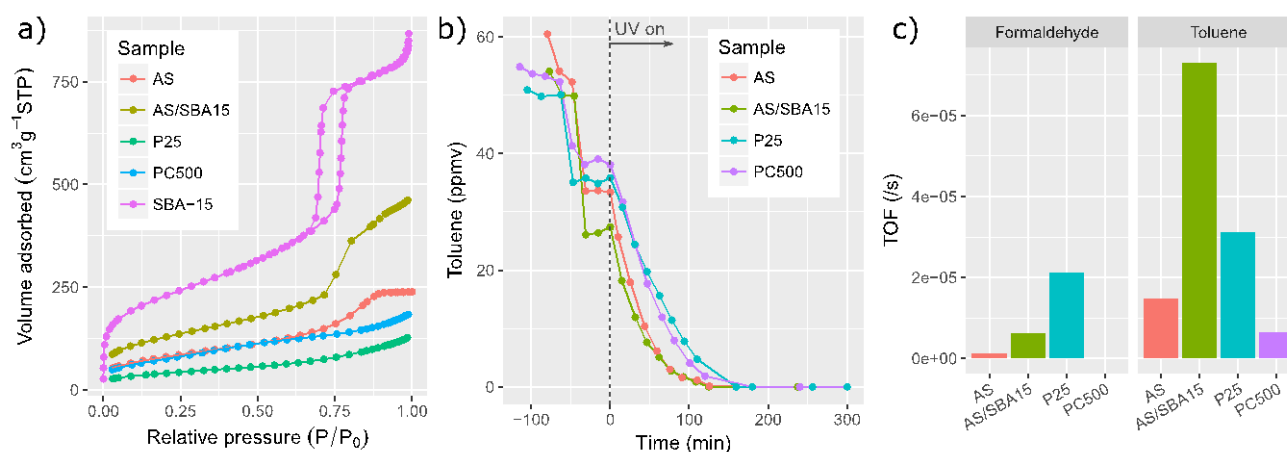 a)
Volume adsorbed (cm³g⁻¹STP)
750
500
250
0
0.00 0.25 0.50 0.75 1.00
Relative pressure (P/P₀)
Sample
AS
AS/SBA15
P25
PC500
SBA−15
b)
Toluene (ppmv)
60
40
20
0
−100 0 100 200 300
Time (min)
UV on
Sample
AS
AS/SBA15
P25
PC500
c)
TOF (/s)
Formaldehyde Toluene
6e−05
4e−05
2e−05
0e+00
AS AS/SBA15 P25 PC500
AS AS/SBA15 P25 PC500